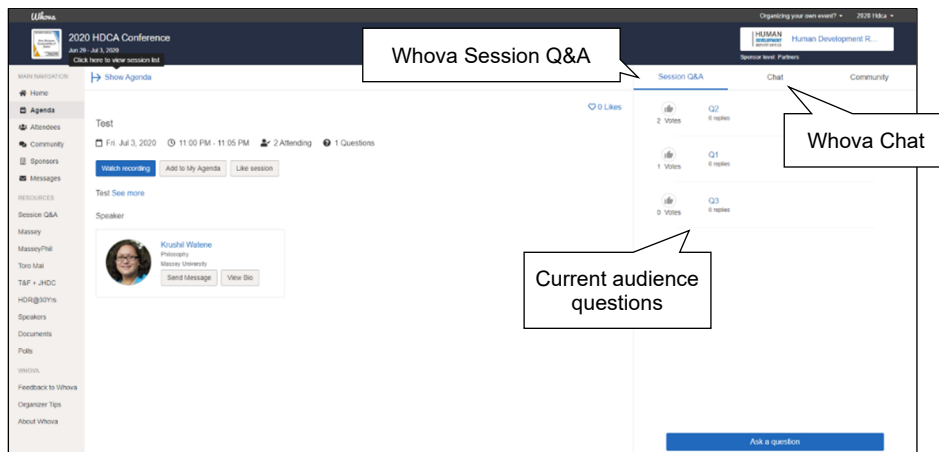 Whova
Organizing your own event?
2020 Hdca
2020 HDCA Conference
Jun 29 - Jul 3, 2020
Click here to view session list
Whova Session Q&A
HUMAN
DEVELOPMENT
REPORT OFFICE
Human Development R...
Sponsor level: Partners
MAIN NAVIGATION
Home
Agenda
Attendees
Community
Sponsors
Messages
RESOURCES
Session Q&A
Massey
MasseyPhil
Toro Mai
T&F + JHDC
HDR@30Yrs
Speakers
Documents
Polls
WHOVA
Feedback to Whova
Organizer Tips
About Whova
Show Agenda
0 Likes
Test
Fri. Jul 3, 2020 11:00 PM - 11:05 PM 2 Attending 1 Questions
Watch recording Add to My Agenda Like session
Test See more
Speaker
Krushil Watene
Philosophy
Massey University
Send Message View Bio
Session Q&A Chat Community
Whova Chat
Q2
2 Votes 0 replies
Q1
1 Votes 0 replies
Q3
0 Votes 0 replies
Current audience
questions
Ask a question